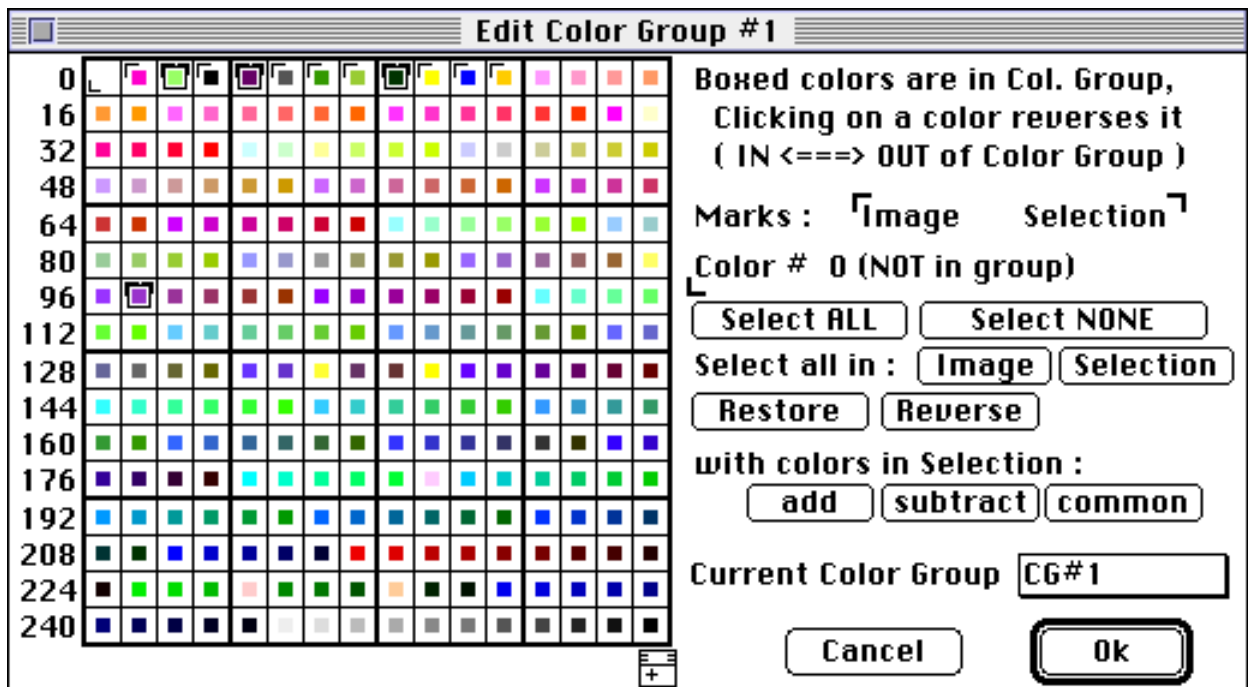 Edit Color Group #1
0
16
32
48
64
80
96
112
128
144
160
176
192
208
224
240
Boxed colors are in Col. Group,
Clicking on a color reverses it
( IN <===> OUT of Color Group )
Marks : Image Selection
Color # 0 (NOT in group)
Select ALL Select NONE
Select all in : Image Selection
Restore Reverse
with colors in Selection :
add subtract common
Current Color Group CG#1
Cancel Ok